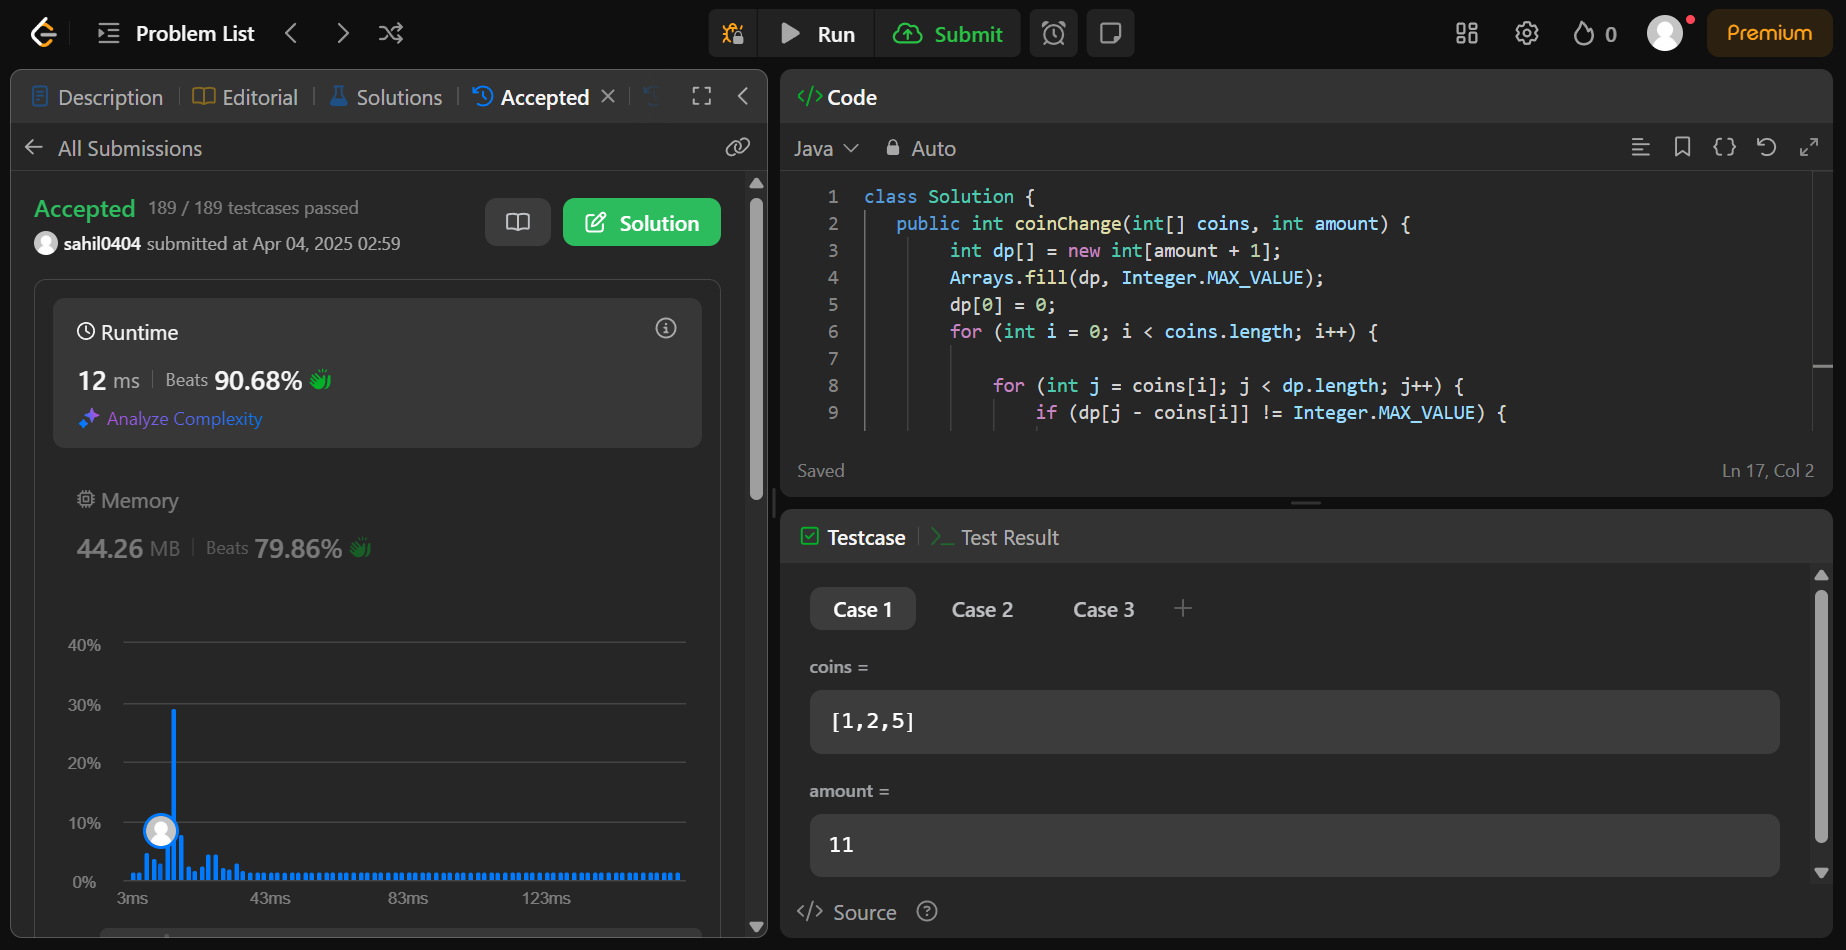 Problem List
Run
Submit
0
Premium
Description
Editorial
Solutions
Accepted
All Submissions
Accepted 189 / 189 testcases passed
sahil0404 submitted at Apr 04, 2025 02:59
Solution
Runtime
12 ms
Beats 90.68%
Analyze Complexity
Memory
44.26 MB
Beats 79.86%
40%
30%
20%
10%
0%
3ms
43ms
83ms
123ms
</> Code
Java
Auto
1 class Solution {
2 public int coinChange(int[] coins, int amount) {
3 int dp[] = new int[amount + 1];
4 Arrays.fill(dp, Integer.MAX_VALUE);
5 dp[0] = 0;
6 for (int i = 0; i < coins.length; i++) {
7
8 for (int j = coins[i]; j < dp.length; j++) {
9 if (dp[j - coins[i]] != Integer.MAX_VALUE) {
Saved
Ln 17, Col 2
Testcase
>_ Test Result
Case 1
Case 2
Case 3
coins =
[1,2,5]
amount =
11
</> Source